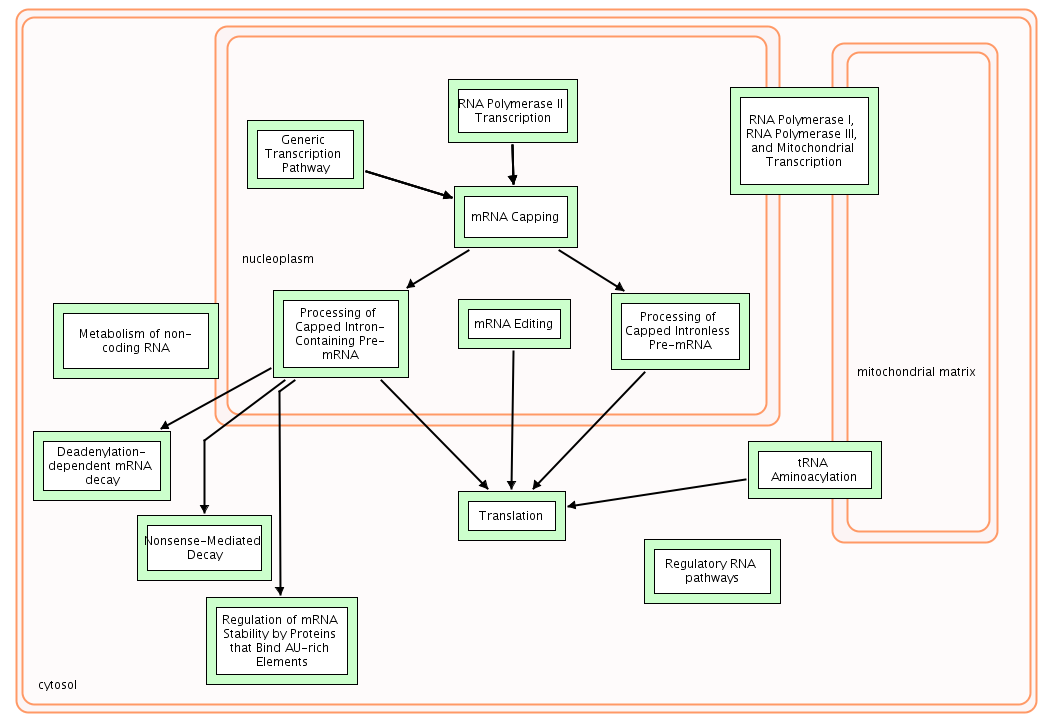 RNA Polymerase II
Transcription
RNA Polymerase I,
RNA Polymerase III,
and Mitochondrial
Transcription
Generic
Transcription
Pathway
mRNA Capping
nucleoplasm
Processing of
Capped Intron-
Containing Pre-
mRNA
mRNA Editing
Processing of
Capped Intronless
Pre-mRNA
Metabolism of non-
coding RNA
mitochondrial matrix
Deadenylation-
dependent mRNA
decay
tRNA
Aminoacylation
Translation
Nonsense-Mediated
Decay
Regulatory RNA
pathways
Regulation of mRNA
Stability by Proteins
that Bind AU-rich
Elements
cytosol